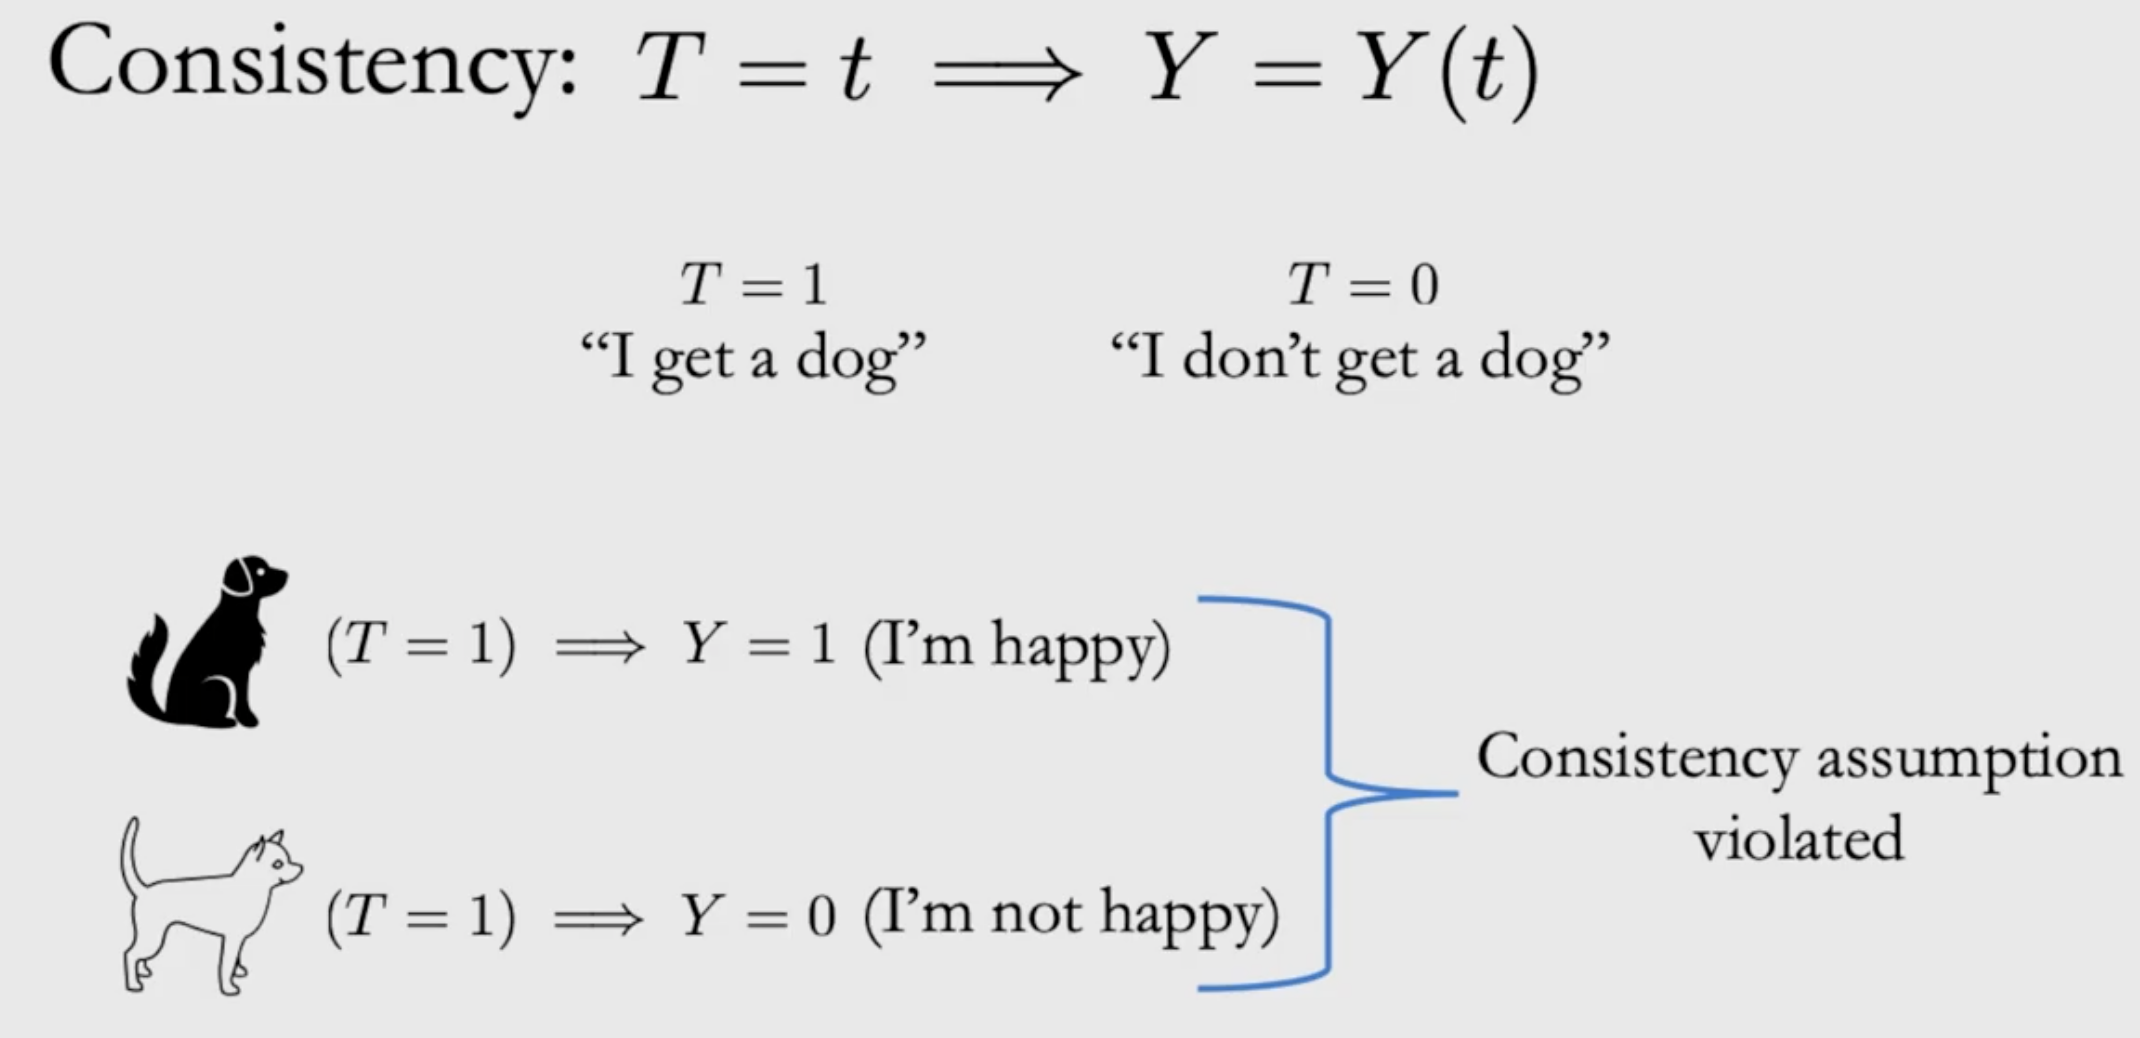 Consistency: T = t ⟹ Y = Y(t)
T = 1
“I get a dog”
T = 0
“I don’t get a dog”
(T = 1) ⟹ Y = 1 (I’m happy)
(T = 1) ⟹ Y = 0 (I’m not happy)
Consistency assumption
violated